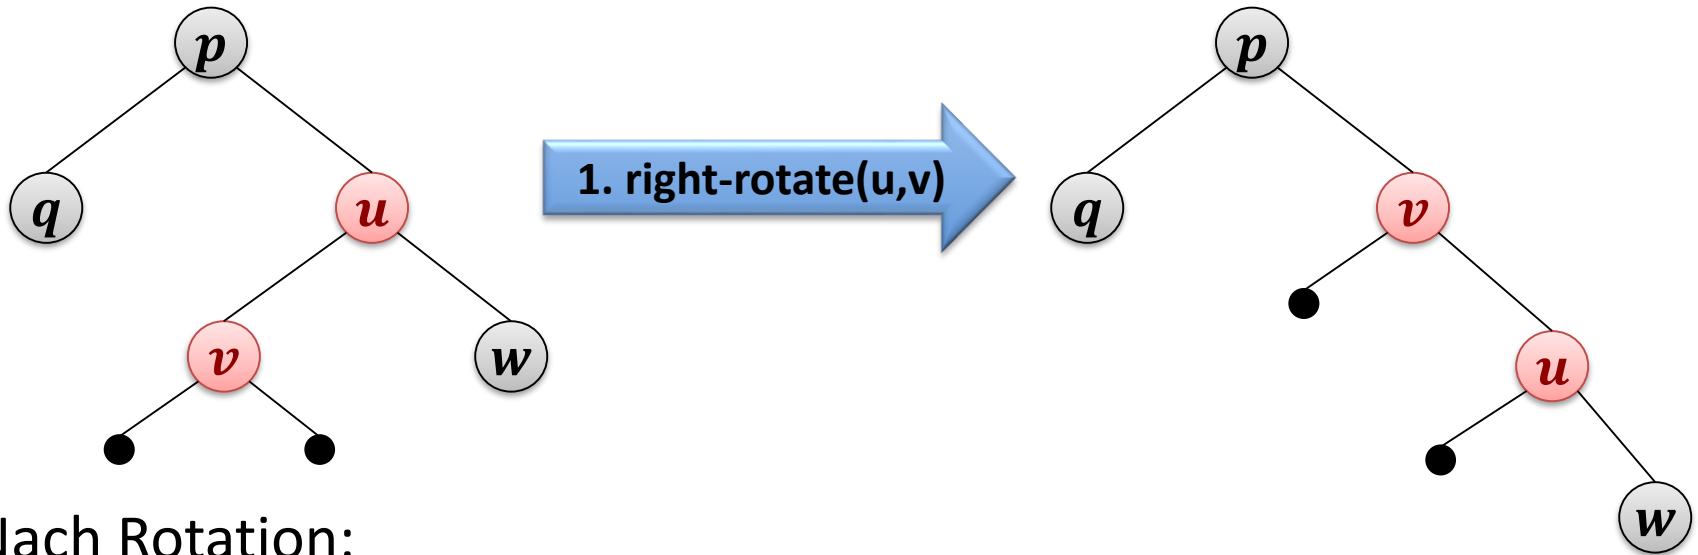 p
p
1. right-rotate(u,v)
q
u
q
v
v
w
u
w
Nach Rotation: